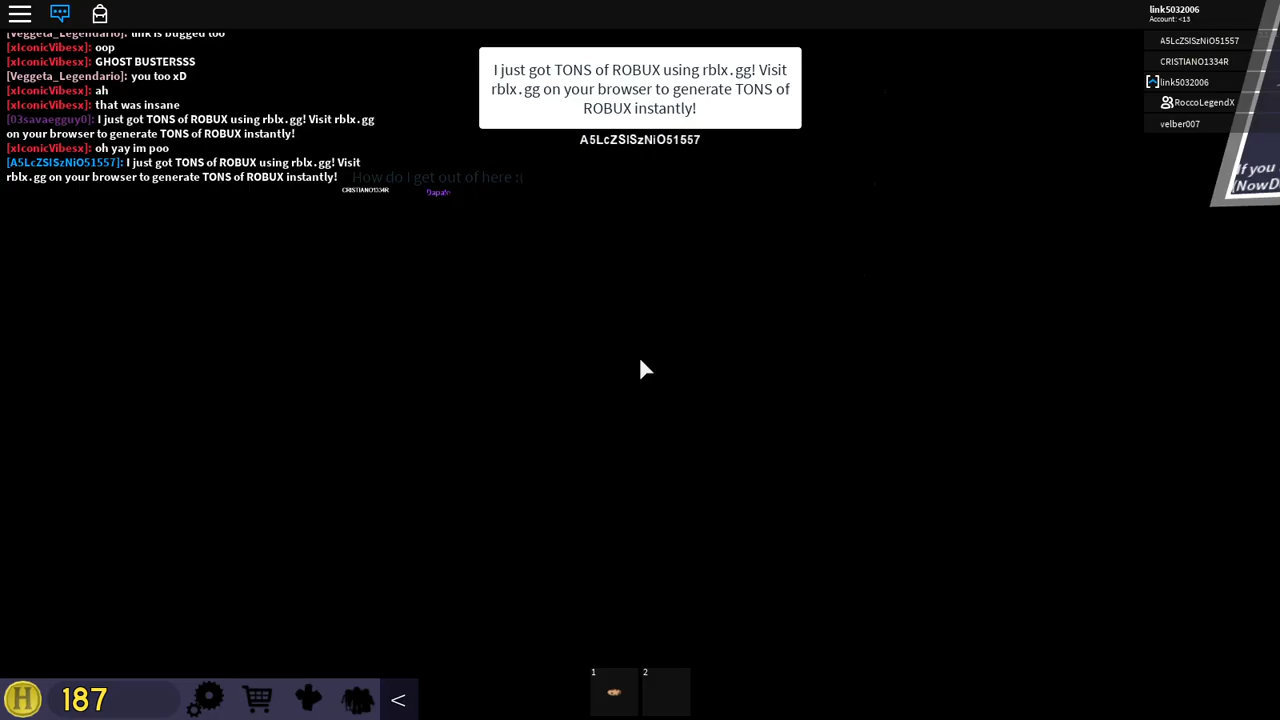 link5032006
Account: <13
[Veggeta_Legendario]: link is bugged too
[xIconicVibesx]: oop
[xIconicVibesx]: GHOST BUSTERSSS
[Veggeta_Legendario]: you too xD
[xIconicVibesx]: ah
[xIconicVibesx]: that was insane
[03savaegguy0]: I just got TONS of ROBUX using rblx.gg! Visit rblx.gg
on your browser to generate TONS of ROBUX instantly!
[xIconicVibesx]: oh yay im poo
[A5LcZSISzNiO51557]: I just got TONS of ROBUX using rblx.gg! Visit
rblx.gg on your browser to generate TONS of ROBUX instantly!
I just got TONS of ROBUX using rblx.gg! Visit
rblx.gg on your browser to generate TONS of
ROBUX instantly!
A5LcZSISzNiO51557
How do I get out of here :(
CRISTIANO1334R
A5LcZSISzNiO51557
CRISTIANO1334R
link5032006
RoccoLegendX
velber007
If you
(NowD
1
2
H
187
<